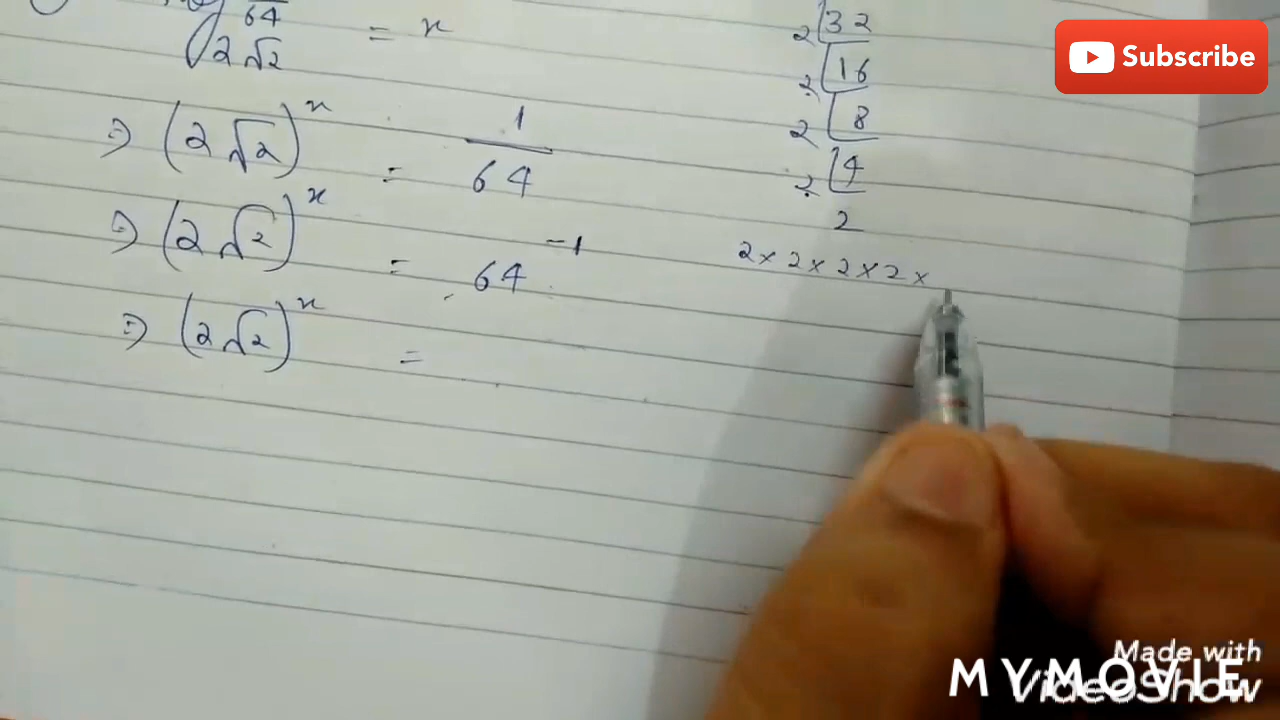 64
2√2 = x
⇒ (2√2)^x = 1/64
⇒ (2√2)^x = 64^-1
⇒ (2√2)^x =
2 | 32
2 | 16
2 | 8
2 | 4
2
2 × 2 × 2 × 2 ×
Subscribe
Made with
VideoShow
MYMOVIE